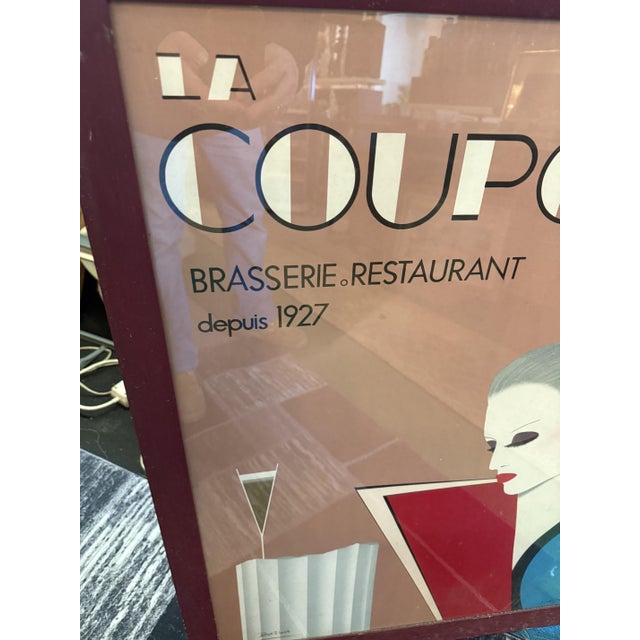 LA
COUPO
BRASSERIE. RESTAURANT
depuis 1927